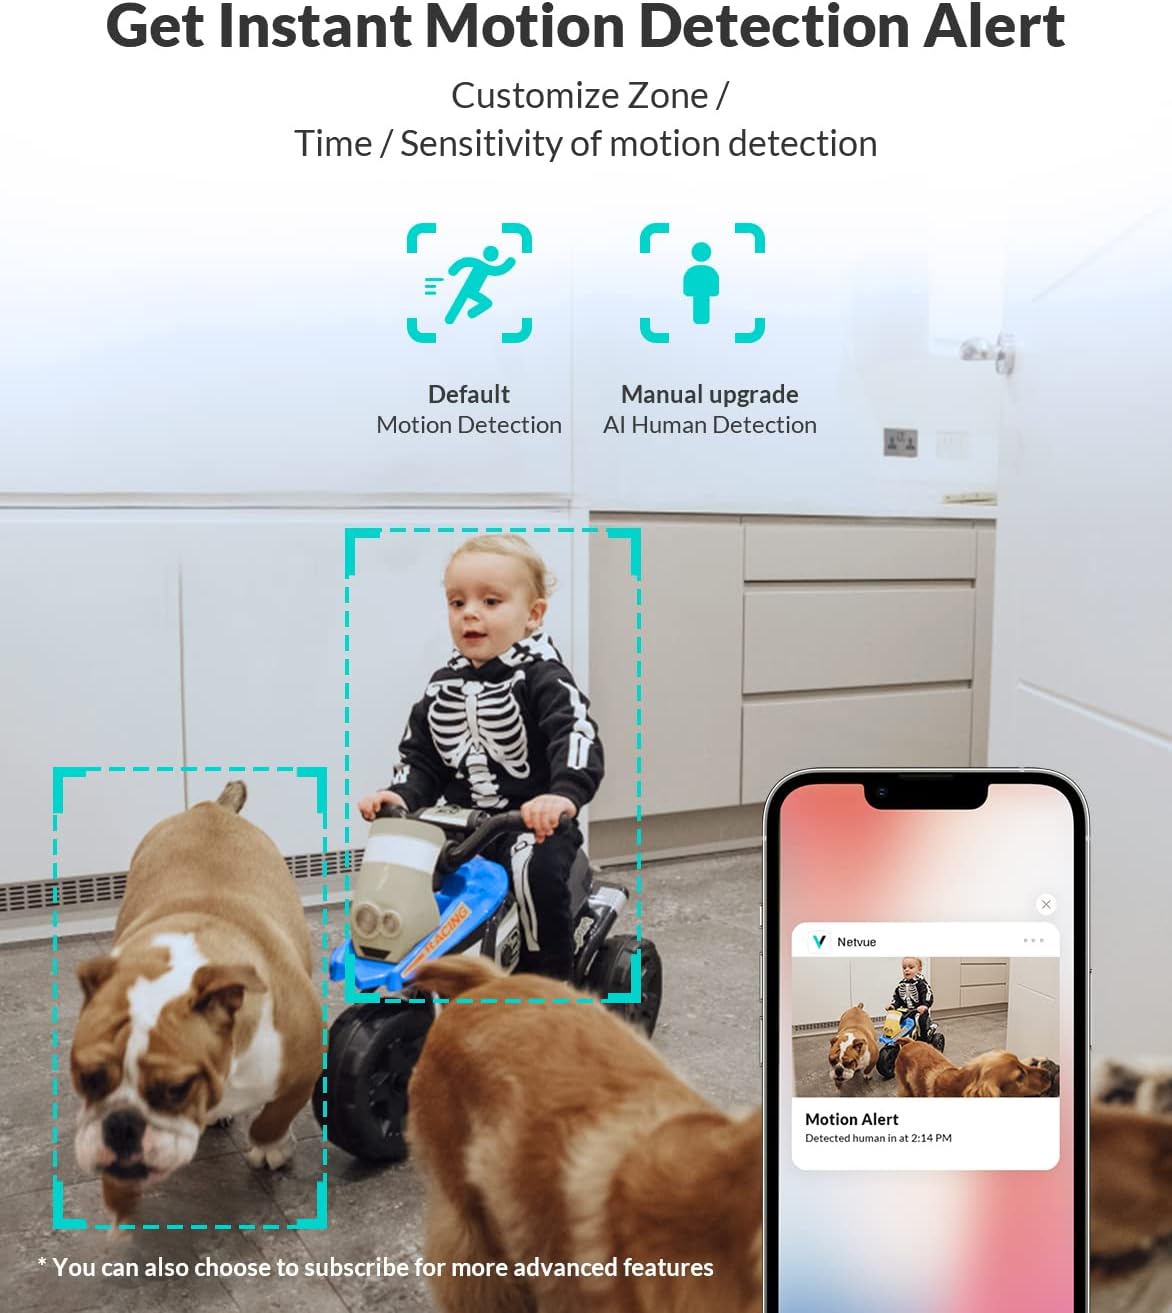 Get Instant Motion Detection Alert
Customize Zone /
Time / Sensitivity of motion detection
Default
Motion Detection
Manual upgrade
AI Human Detection
RACING
Netvue
Motion Alert
Detected human in at 2:14 PM
* You can also choose to subscribe for more advanced features